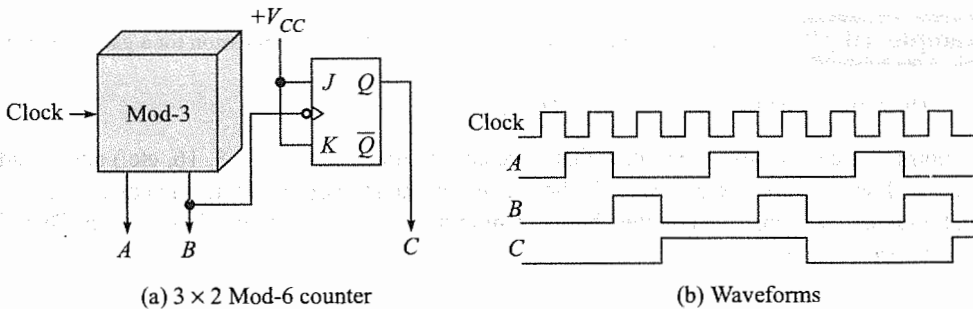 +V_CC
J Q
Clock
Mod-3
K Q̅
A B C
(a) 3 × 2 Mod-6 counter
Clock
A
B
C
(b) Waveforms